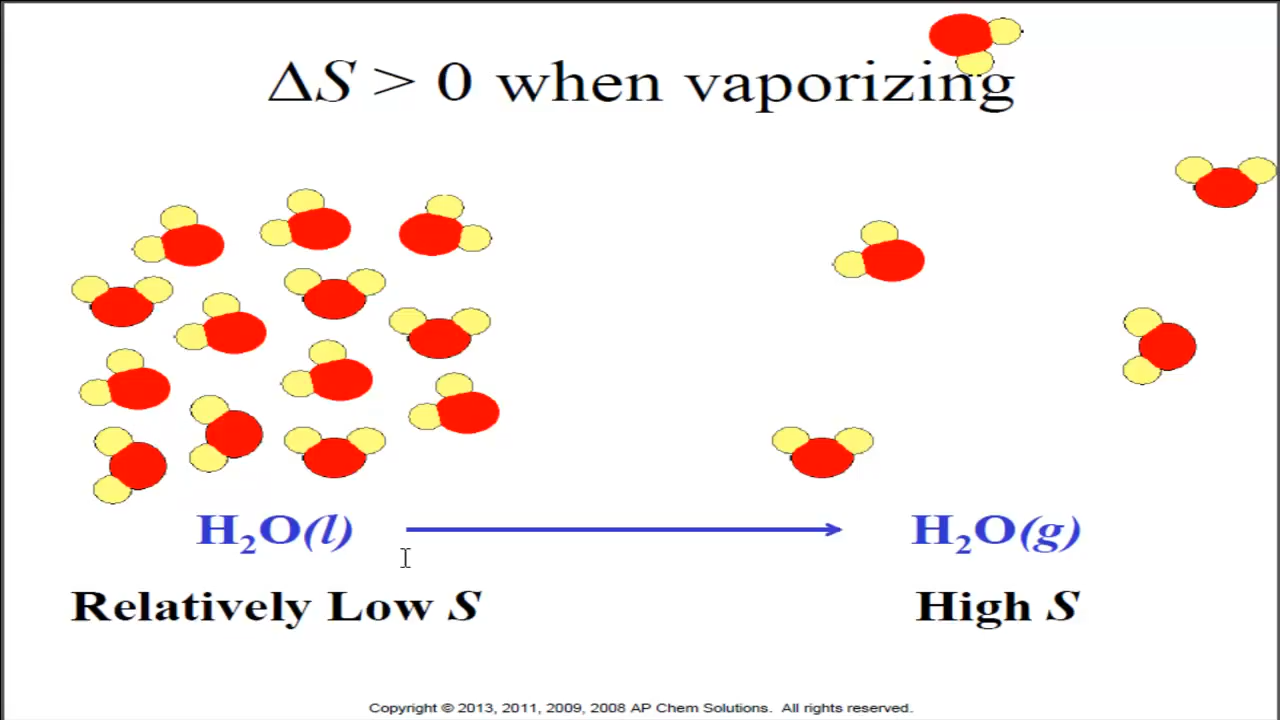 ΔS > 0 when vaporizing
H₂O(l) → H₂O(g)
Relatively Low S High S
Copyright © 2013, 2011, 2009, 2008 AP Chem Solutions. All rights reserved.